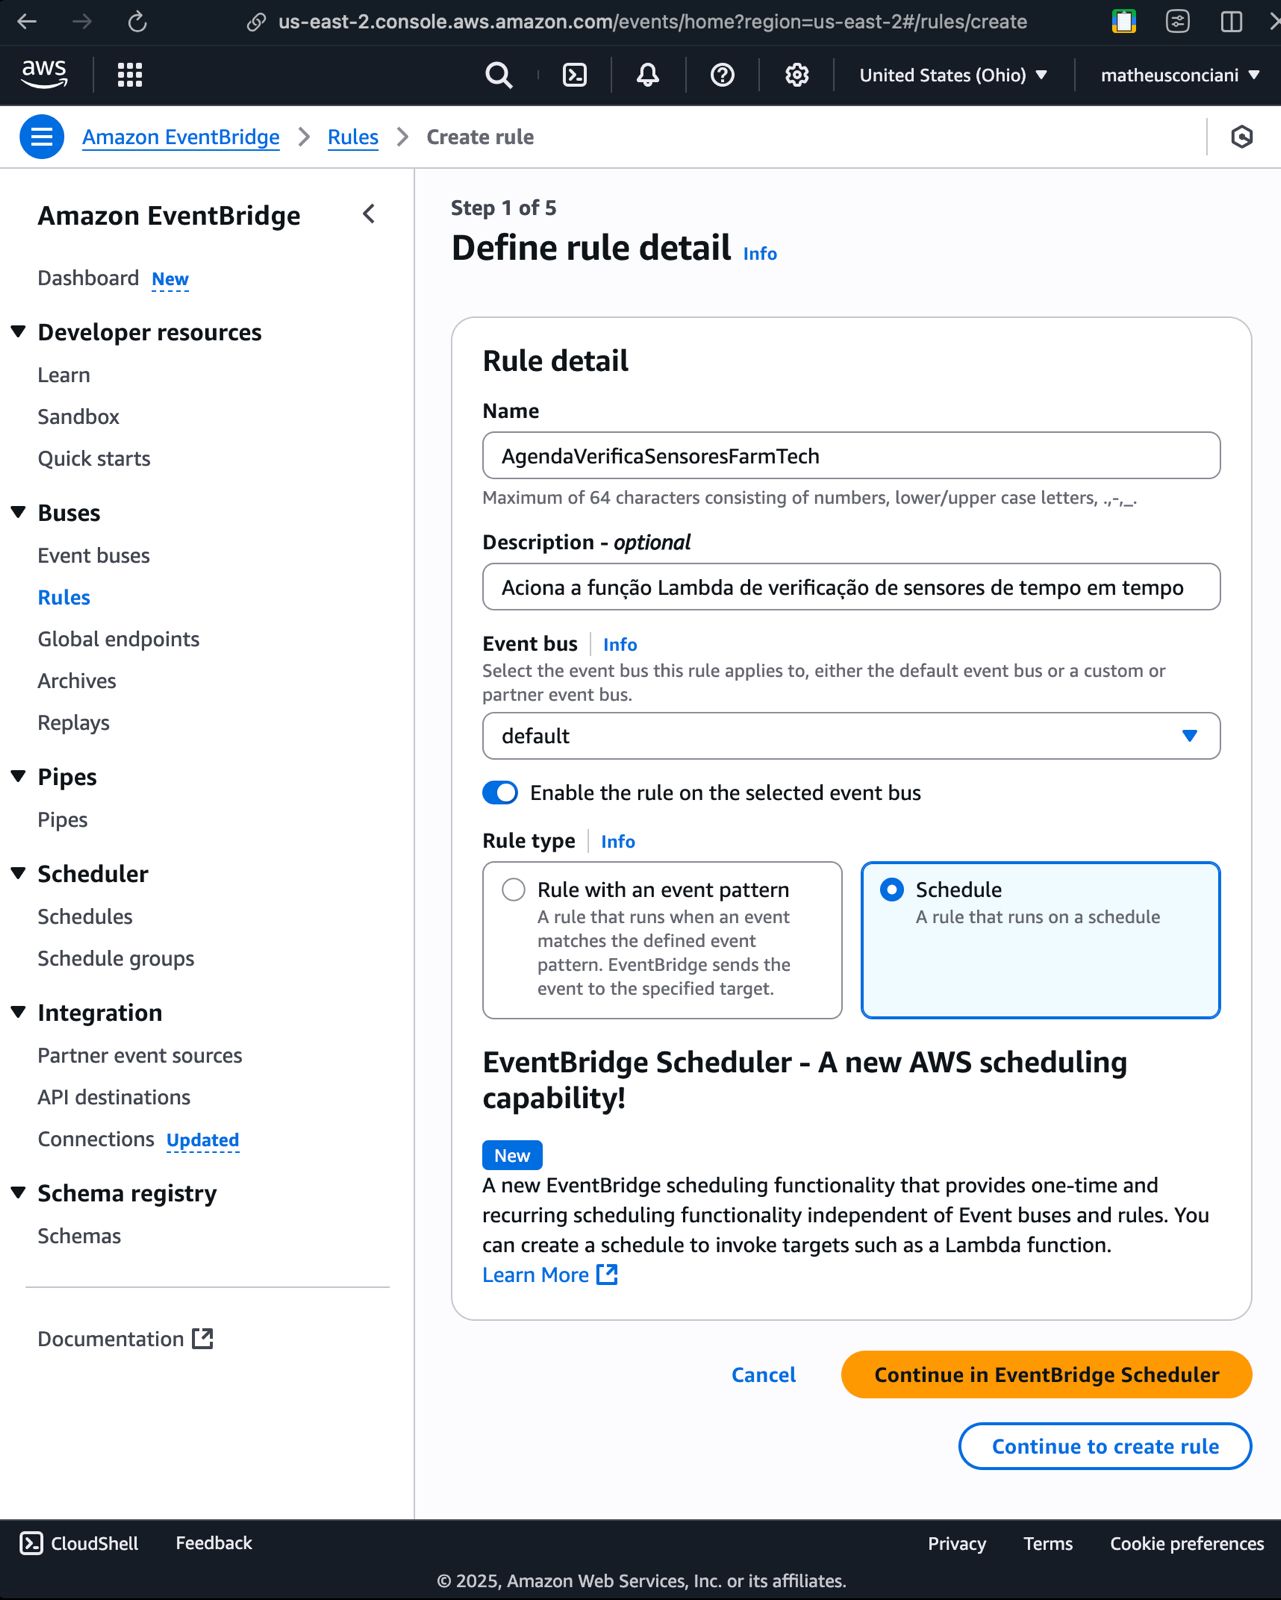 us-east-2.console.aws.amazon.com/events/home?region=us-east-2#/rules/create
aws
United States (Ohio)
matheusconciani
Amazon EventBridge
Rules
Create rule
Amazon EventBridge
Dashboard New
Developer resources
Learn
Sandbox
Quick starts
Buses
Event buses
Rules
Global endpoints
Archives
Replays
Pipes
Pipes
Scheduler
Schedules
Schedule groups
Integration
Partner event sources
API destinations
Connections Updated
Schema registry
Schemas
Documentation
Step 1 of 5
Define rule detail Info
Rule detail
Name
AgendaVerificaSensoresFarmTech
Maximum of 64 characters consisting of numbers, lower/upper case letters, .,-,_.
Description - optional
Aciona a função Lambda de verificação de sensores de tempo em tempo
Event bus Info
Select the event bus this rule applies to, either the default event bus or a custom or
partner event bus.
default
Enable the rule on the selected event bus
Rule type Info
Rule with an event pattern
A rule that runs when an event
matches the defined event
pattern. EventBridge sends the
event to the specified target.
Schedule
A rule that runs on a schedule
EventBridge Scheduler - A new AWS scheduling
capability!
New
A new EventBridge scheduling functionality that provides one-time and
recurring scheduling functionality independent of Event buses and rules. You
can create a schedule to invoke targets such as a Lambda function.
Learn More
Cancel
Continue in EventBridge Scheduler
Continue to create rule
CloudShell
Feedback
Privacy
Terms
Cookie preferences
© 2025, Amazon Web Services, Inc. or its affiliates.